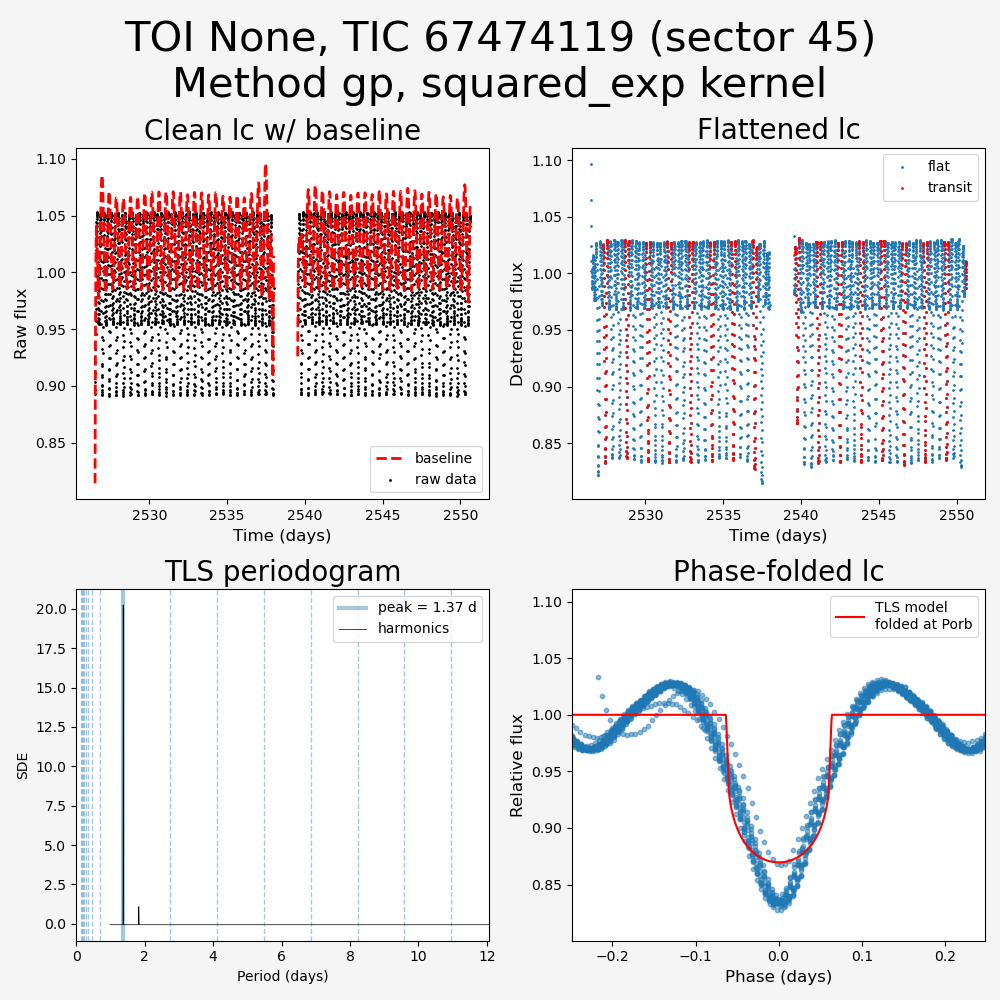 TOI None, TIC 67474119 (sector 45)
Method gp, squared_exp kernel
Clean lc w/ baseline
Raw flux
1.10
1.05
1.00
0.95
0.90
0.85
baseline
raw data
2530 2535 2540 2545 2550
Time (days)
Flattened lc
Detrended flux
1.10
1.05
1.00
0.95
0.90
0.85
flat
transit
2530 2535 2540 2545 2550
Time (days)
TLS periodogram
SDE
20.0
17.5
15.0
12.5
10.0
7.5
5.0
2.5
0.0
peak = 1.37 d
harmonics
0 2 4 6 8 10 12
Period (days)
Phase-folded lc
Relative flux
1.10
1.05
1.00
0.95
0.90
0.85
TLS model
folded at Porb
−0.2 −0.1 0.0 0.1 0.2
Phase (days)